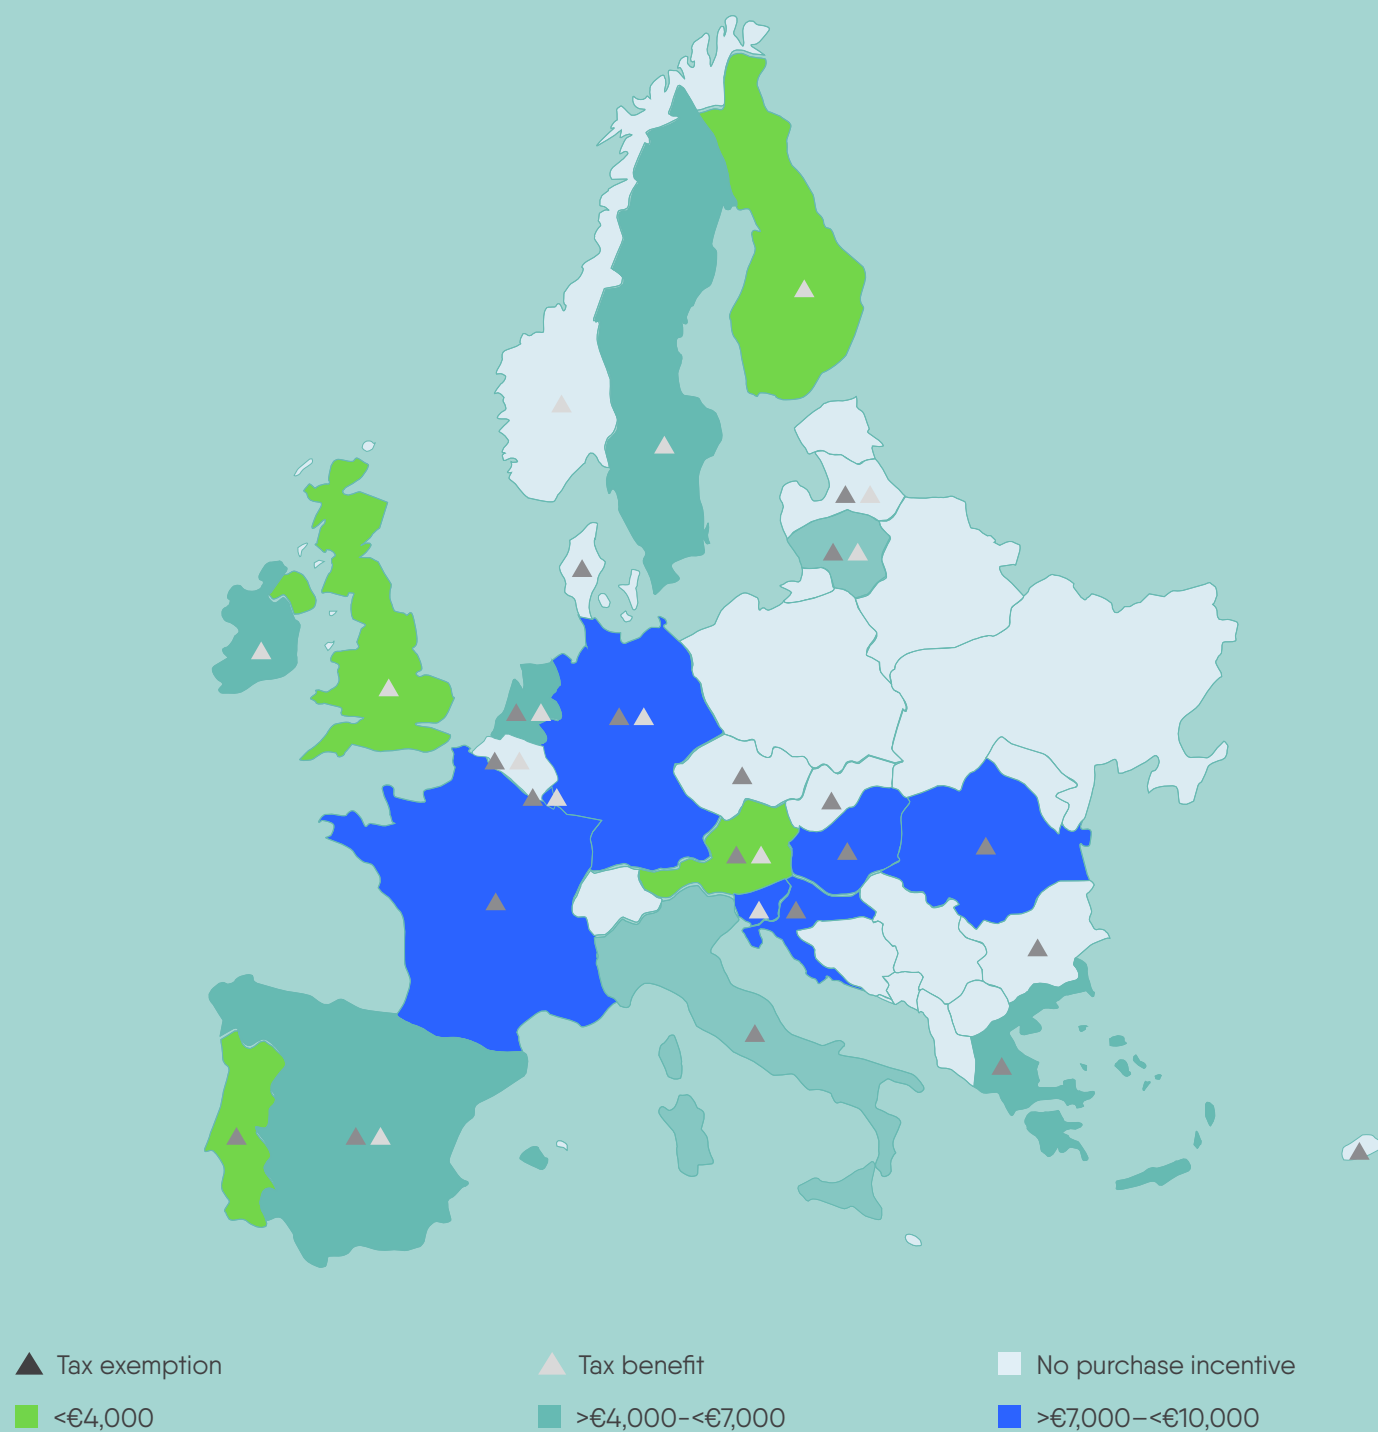 Tax exemption
Tax benefit
No purchase incentive
<€4,000
>€4,000-<€7,000
>€7,000–<€10,000